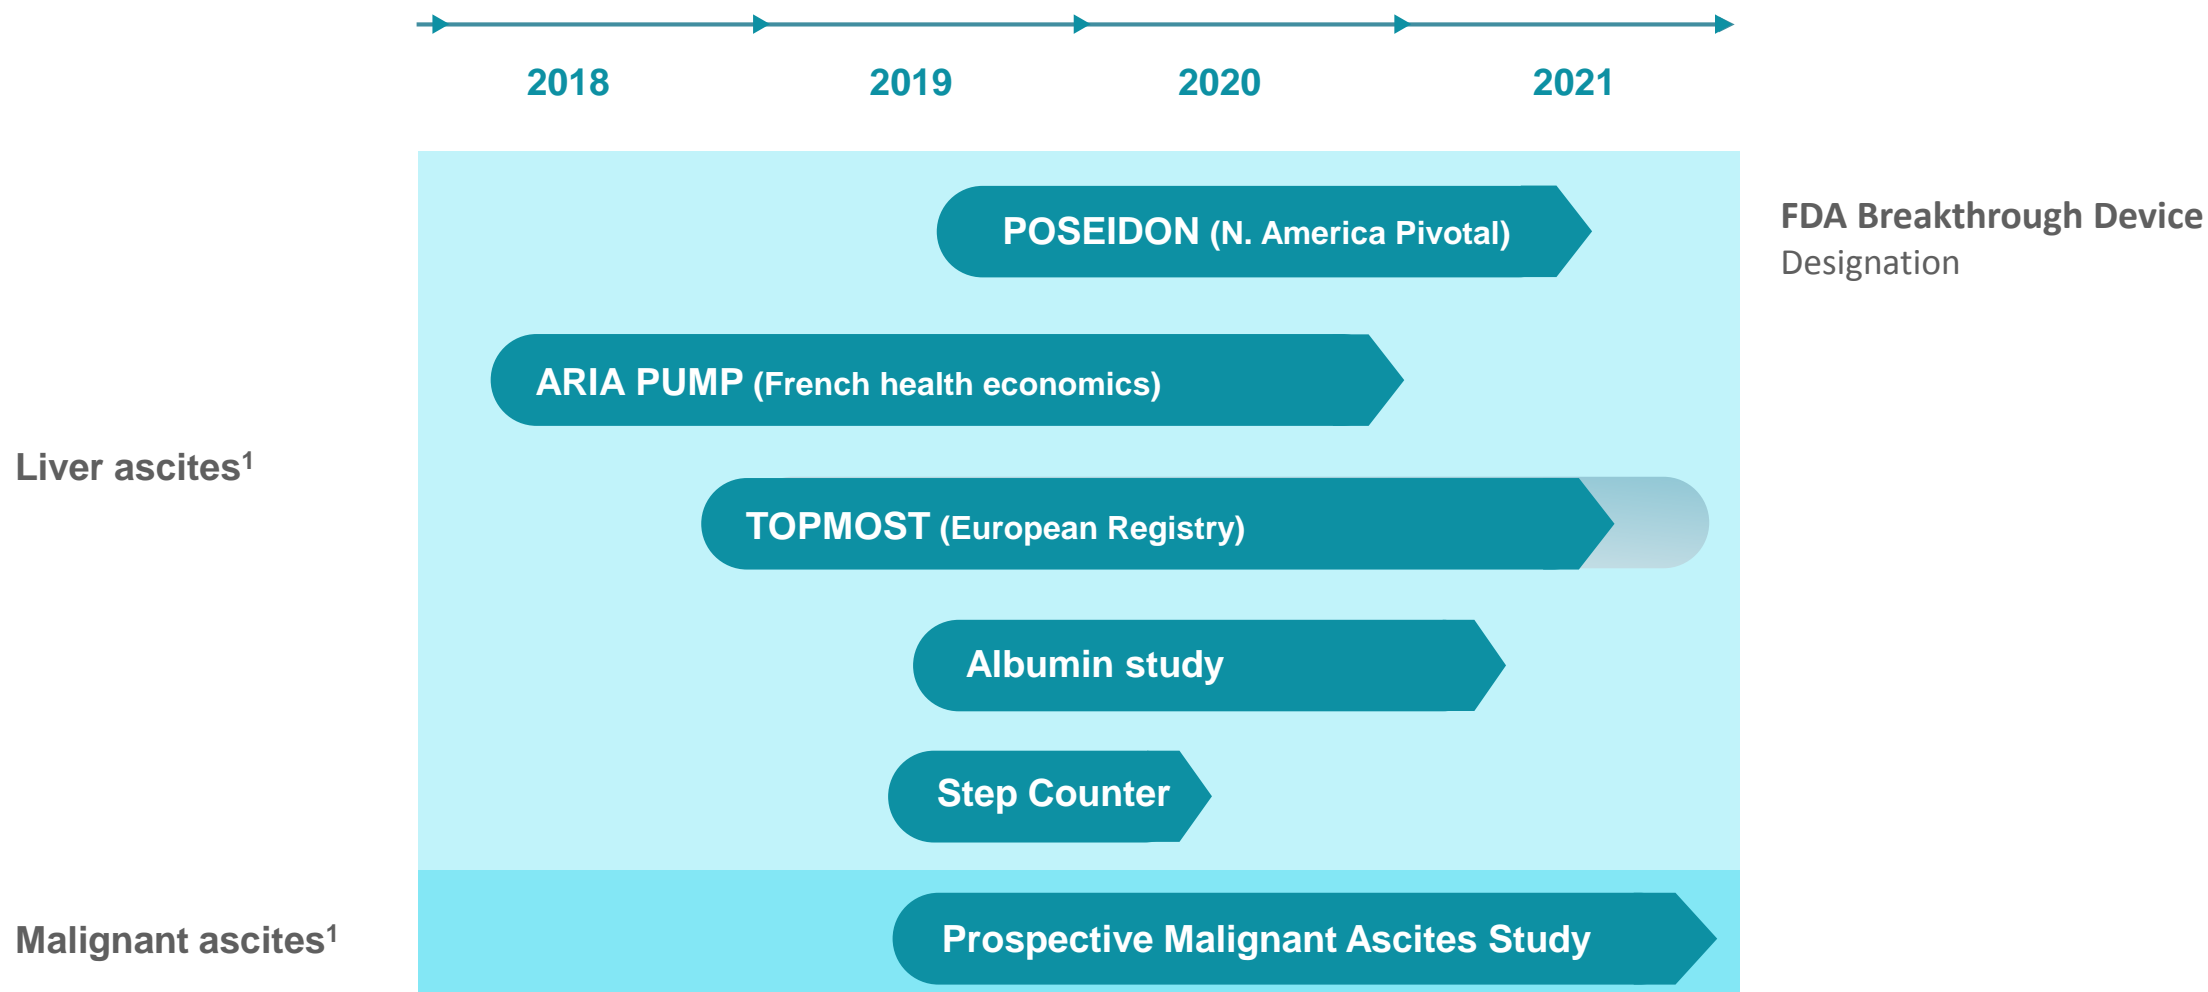 2018 2019 2020 2021
POSEIDON (N. America Pivotal)
FDA Breakthrough Device
Designation
ARIA PUMP (French health economics)
Liver ascites¹
TOPMOST (European Registry)
Albumin study
Step Counter
Malignant ascites¹
Prospective Malignant Ascites Study